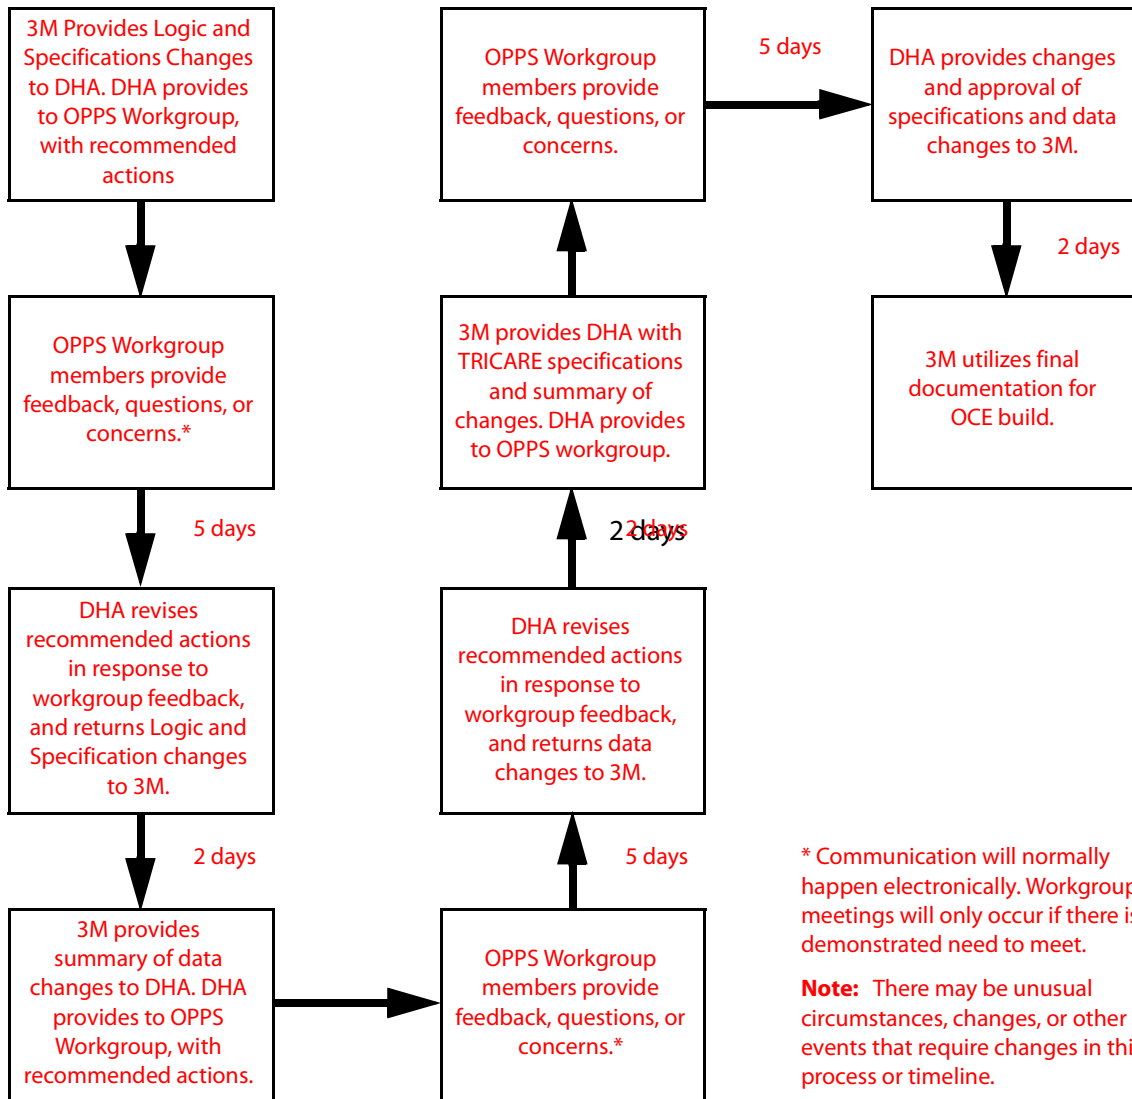 3M Provides Logic and
Specifications Changes
to DHA. DHA provides
to OPPS Workgroup,
with recommended
actions
OPPS Workgroup
members provide
feedback, questions, or
concerns.*
5 days
DHA revises
recommended actions
in response to
workgroup feedback,
and returns Logic and
Specification changes
to 3M.
2 days
3M provides
summary of data
changes to DHA. DHA
provides to OPPS
Workgroup, with
recommended actions.
OPPS Workgroup
members provide
feedback, questions, or
concerns.*
5 days
DHA revises
recommended actions
in response to
workgroup feedback,
and returns data
changes to 3M.
2 days
2 days
3M provides DHA with
TRICARE specifications
and summary of
changes. DHA provides
to OPPS workgroup.
OPPS Workgroup
members provide
feedback, questions, or
concerns.
5 days
DHA provides changes
and approval of
specifications and data
changes to 3M.
2 days
3M utilizes final
documentation for
OCE build.
* Communication will normally
happen electronically. Workgroup
meetings will only occur if there is
demonstrated need to meet.
Note: There may be unusual
circumstances, changes, or other
events that require changes in thi
process or timeline.